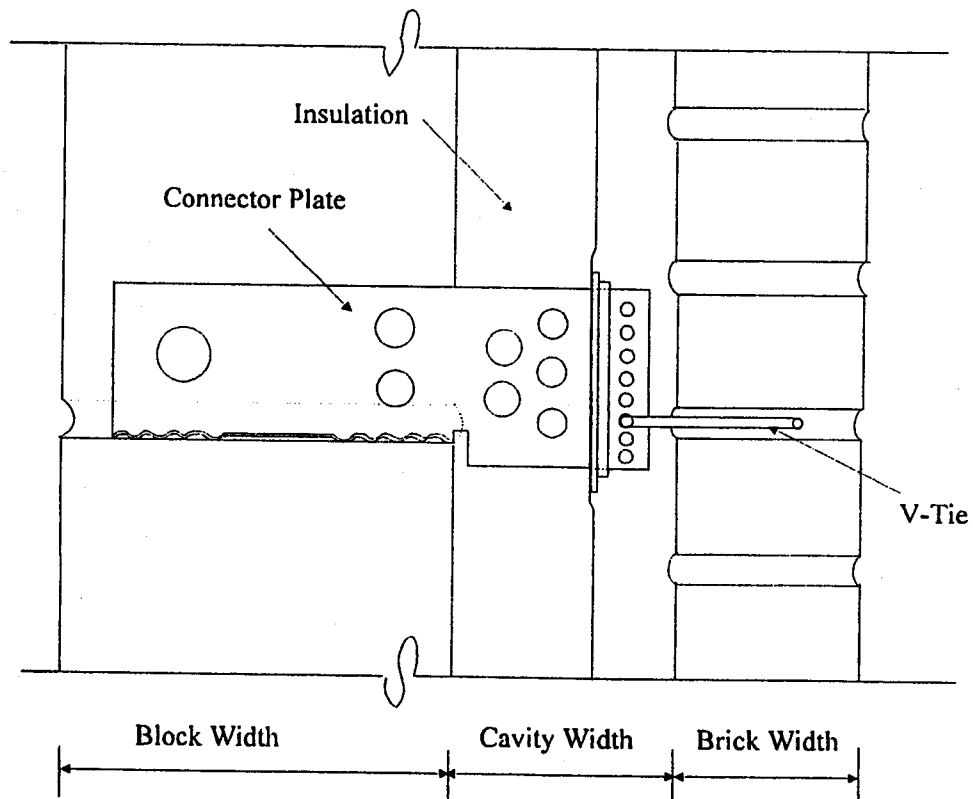 Insulation
Connector Plate
V-Tie
Block Width
Cavity Width
Brick Width